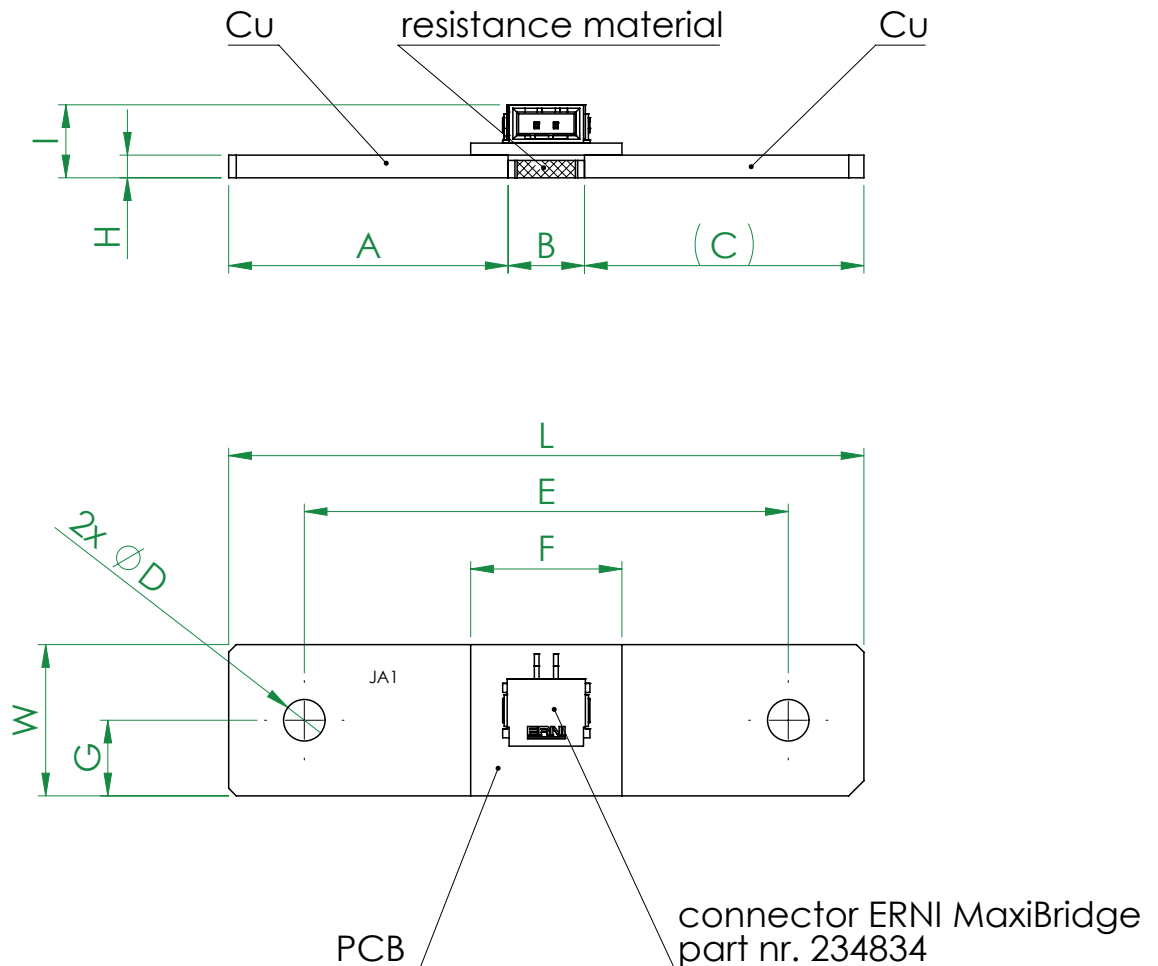 Cu
resistance material
Cu
I
H
A
B
(C)
L
E
F
2x ØD
JA1
W
G
ERNI
PCB
connector ERNI MaxiBridge
part nr. 234834